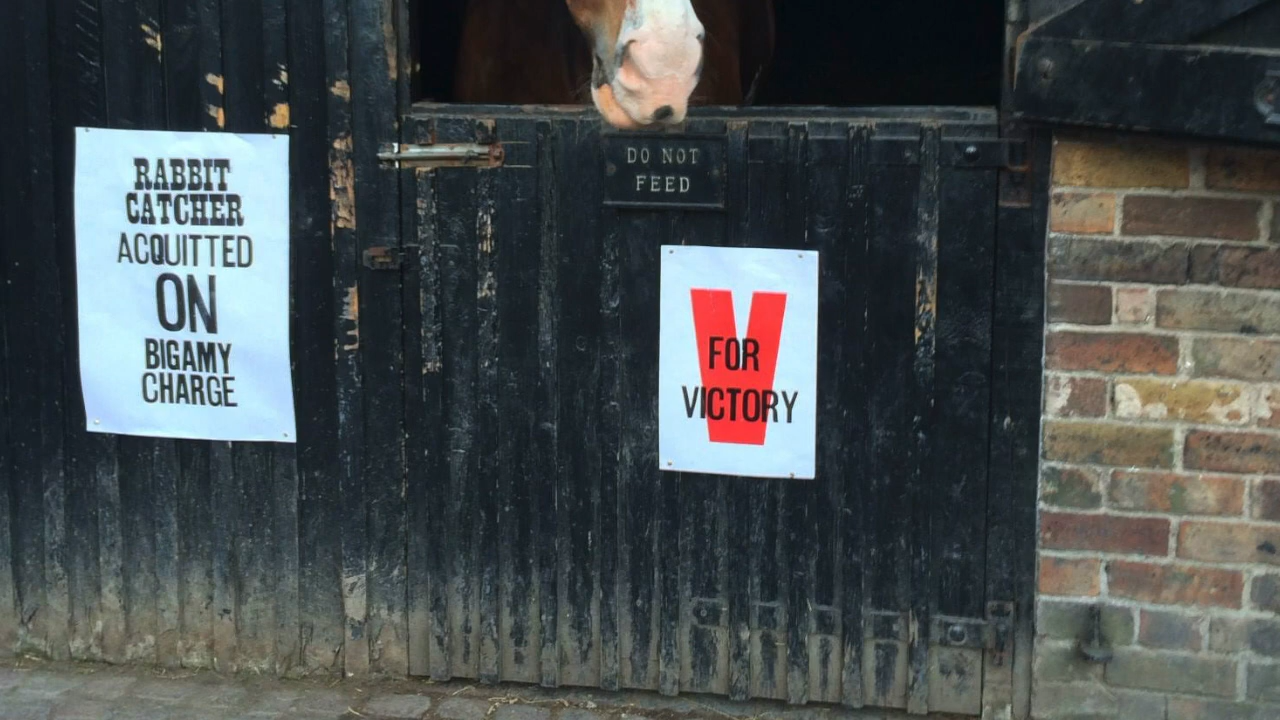 RABBIT
CATCHER
ACQUITTED
ON
BIGAMY
CHARGE
DO NOT
FEED
V
FOR
VICTORY